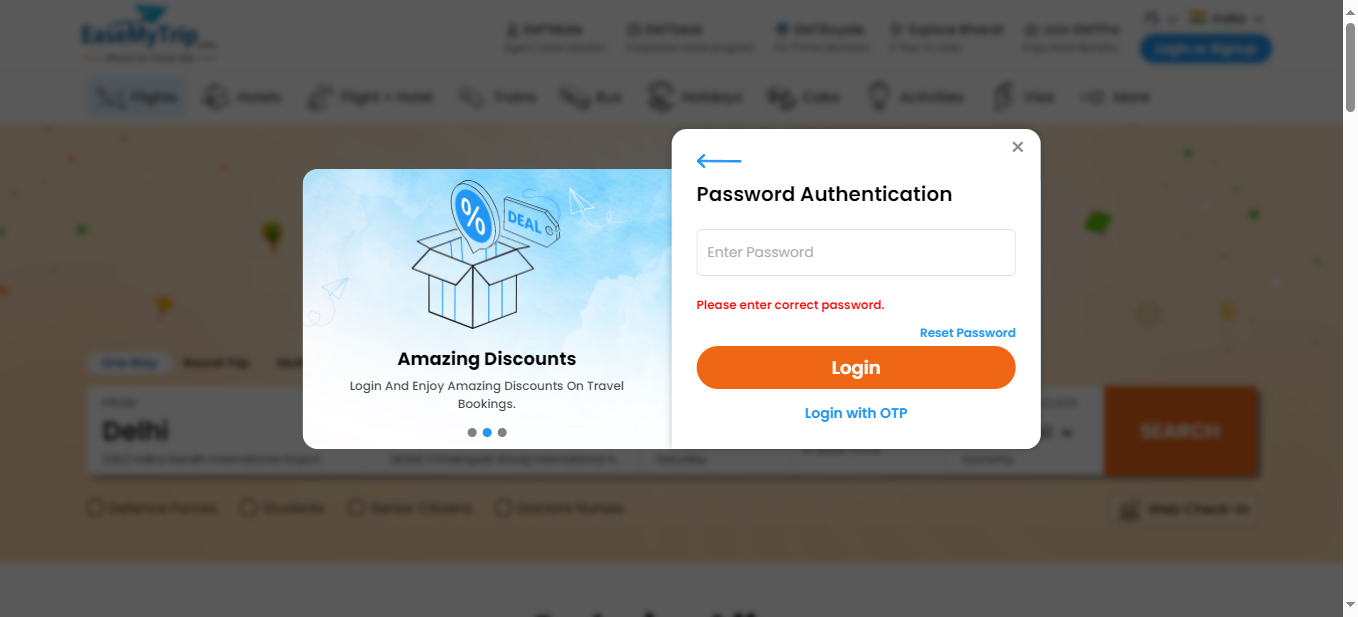 EaseMyTrip
EMTMate
EMTDesk
EMTRoyale
Explore Bharat
Join EMTPro
India
Login or Signup
Flights
Hotels
Flight + Hotel
Trains
Bus
Holidays
Cabs
Activities
Visa
More
Password Authentication
Enter Password
Please enter correct password.
Reset Password
Login
Login with OTP
%
DEAL
Amazing Discounts
Login And Enjoy Amazing Discounts On Travel
Bookings.
One Way
Round Trip
FROM
Delhi
SEARCH
Defence Forces
Students
Senior Citizens
Doctors Nurses
Web Check-In